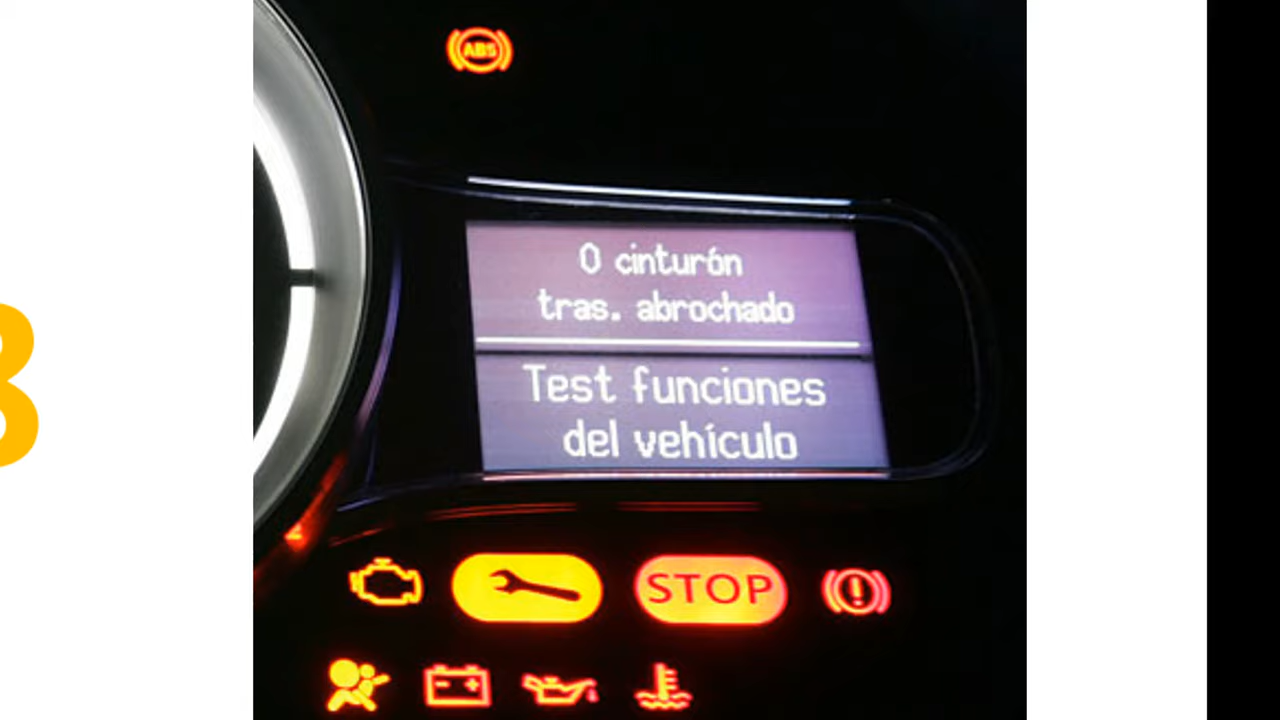 ABS
0 cinturón
tras. abrochado
Test funciones
del vehículo
STOP